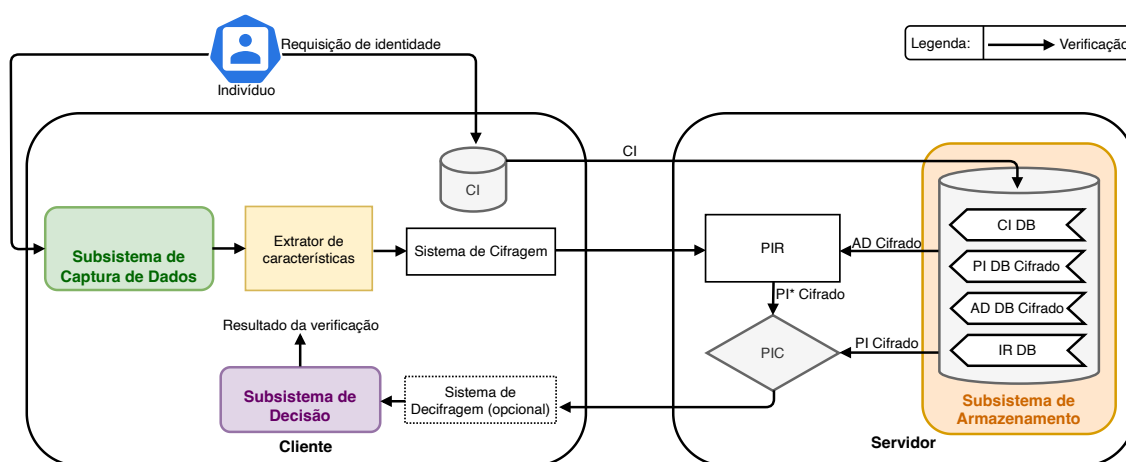 Requisição de identidade
Indivíduo
Legenda:
Verificação
CI
CI
Subsistema de
Captura de Dados
Extrator de
características
Sistema de Cifragem
PIR
AD Cifrado
CI DB
PI DB Cifrado
AD DB Cifrado
IR DB
PI* Cifrado
PIC
PI Cifrado
Resultado da verificação
Subsistema de
Decisão
Sistema de
Decifragem (opcional)
Subsistema de
Armazenamento
Cliente
Servidor